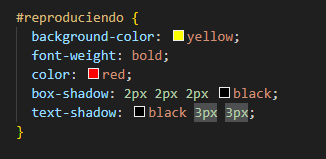 #reproduciendo {
background-color: yellow;
font-weight: bold;
color: red;
box-shadow: 2px 2px 2px black;
text-shadow: black 3px 3px;
}